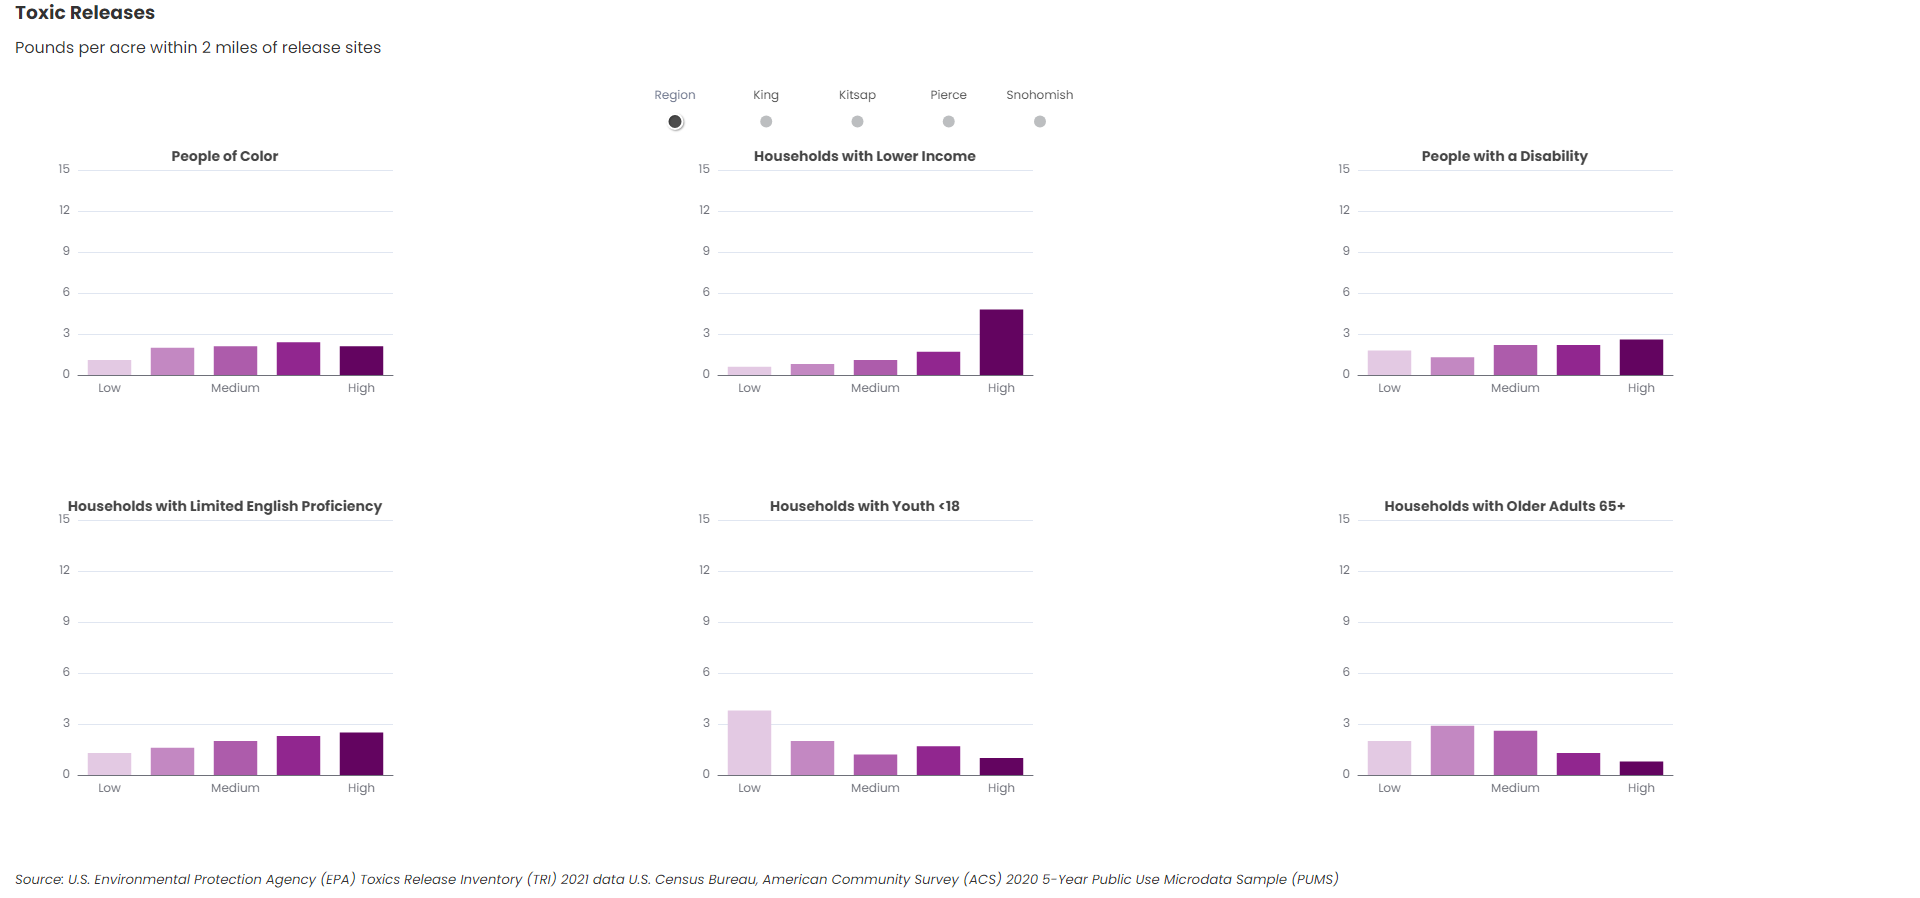 Toxic Releases
Pounds per acre within 2 miles of release sites
Region King Kitsap Pierce Snohomish
People of Color
15
12
9
6
3
0
Low Medium High
Households with Lower Income
15
12
9
6
3
0
Low Medium High
People with a Disability
15
12
9
6
3
0
Low Medium High
Households with Limited English Proficiency
15
12
9
6
3
0
Low Medium High
Households with Youth <18
15
12
9
6
3
0
Low Medium High
Households with Older Adults 65+
15
12
9
6
3
0
Low Medium High
Source: U.S. Environmental Protection Agency (EPA) Toxics Release Inventory (TRI) 2021 data U.S. Census Bureau, American Community Survey (ACS) 2020 5-Year Public Use Microdata Sample (PUMS)